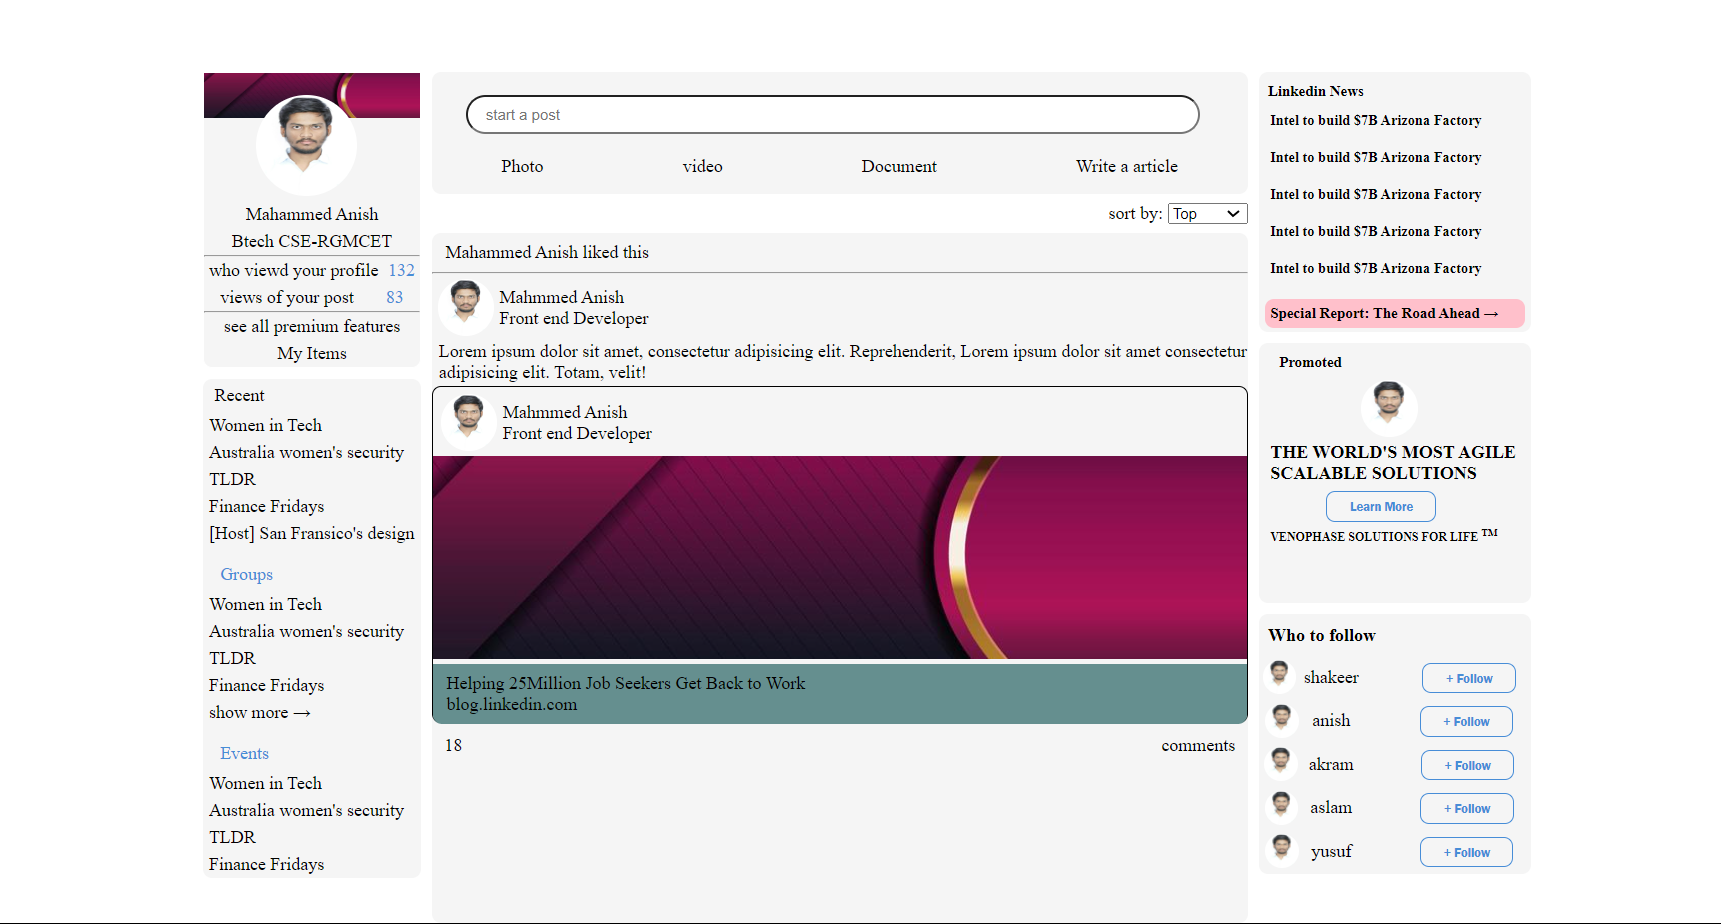 Mahammed Anish
Btech CSE-RGMCET
who viewd your profile 132
views of your post 83
see all premium features
My Items
Recent
Women in Tech
Australia women's security
TLDR
Finance Fridays
[Host] San Fransico's design
Groups
Women in Tech
Australia women's security
TLDR
Finance Fridays
show more →
Events
Women in Tech
Australia women's security
TLDR
Finance Fridays
start a post
Photo video Document Write a article
sort by: Top
Mahammed Anish liked this
Mahmmed Anish
Front end Developer
Lorem ipsum dolor sit amet, consectetur adipisicing elit. Reprehenderit, Lorem ipsum dolor sit amet consectetur
adipisicing elit. Totam, velit!
Mahmmed Anish
Front end Developer
Helping 25Million Job Seekers Get Back to Work
blog.linkedin.com
18 comments
Linkedin News
Intel to build $7B Arizona Factory
Intel to build $7B Arizona Factory
Intel to build $7B Arizona Factory
Intel to build $7B Arizona Factory
Intel to build $7B Arizona Factory
Special Report: The Road Ahead →
Promoted
THE WORLD'S MOST AGILE
SCALABLE SOLUTIONS
Learn More
VENOPHASE SOLUTIONS FOR LIFE TM
Who to follow
shakeer + Follow
anish + Follow
akram + Follow
aslam + Follow
yusuf + Follow